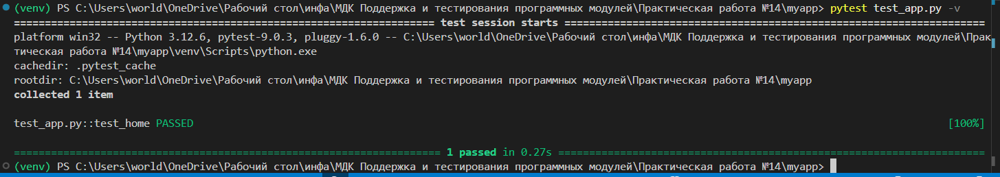 (venv) PS C:\Users\world\OneDrive\Рабочий стол\инфа\МДК Поддержка и тестирования программных модулей\Практическая работа №14\myapp> pytest test_app.py -v
============================================================================ test session starts ============================================================================
platform win32 -- Python 3.12.6, pytest-9.0.3, pluggy-1.6.0 -- C:\Users\world\OneDrive\Рабочий стол\инфа\МДК Поддержка и тестирования программных модулей\Прак
тическая работа №14\myapp\venv\Scripts\python.exe
cachedir: .pytest_cache
rootdir: C:\Users\world\OneDrive\Рабочий стол\инфа\МДК Поддержка и тестирования программных модулей\Практическая работа №14\myapp
collected 1 item
test_app.py::test_home PASSED [100%]
============================================================================= 1 passed in 0.27s =============================================================================
(venv) PS C:\Users\world\OneDrive\Рабочий стол\инфа\МДК Поддержка и тестирования программных модулей\Практическая работа №14\myapp>